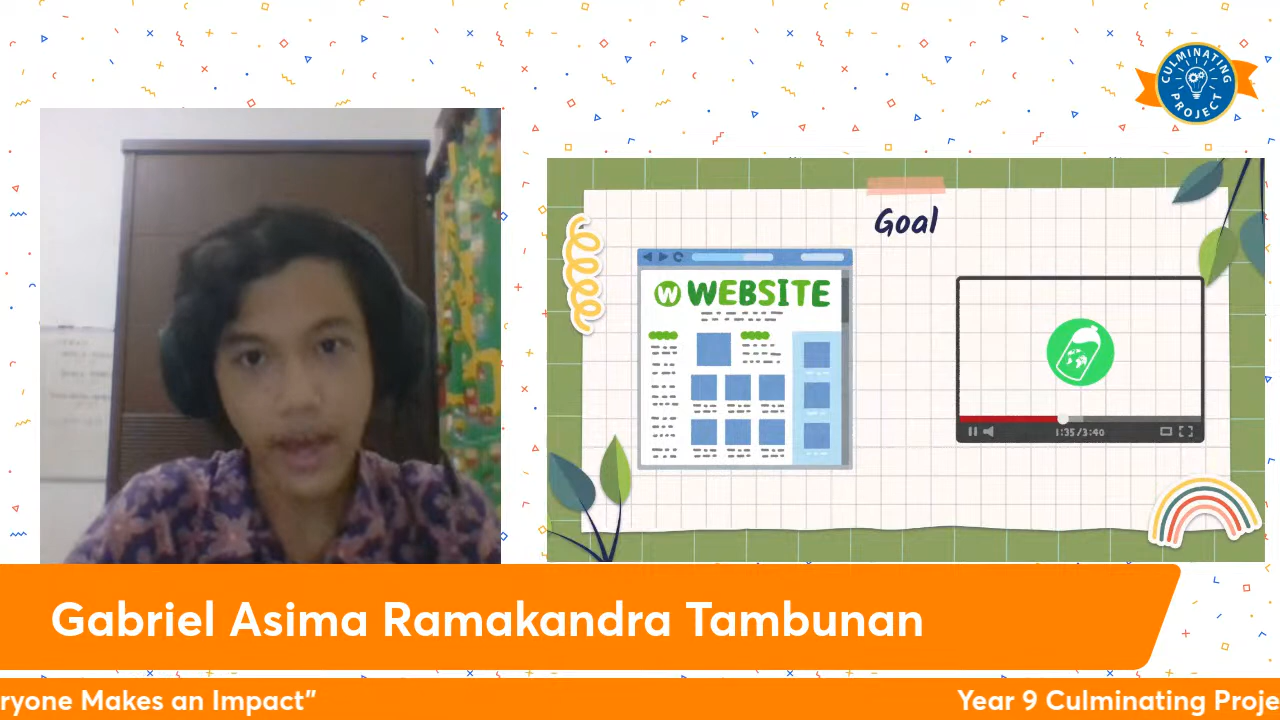 CULMINATING
PROJECT
Goal
W WEBSITE
1:35/3:40
Gabriel Asima Ramakandra Tambunan
ryone Makes an Impact”
Year 9 Culminating Proje